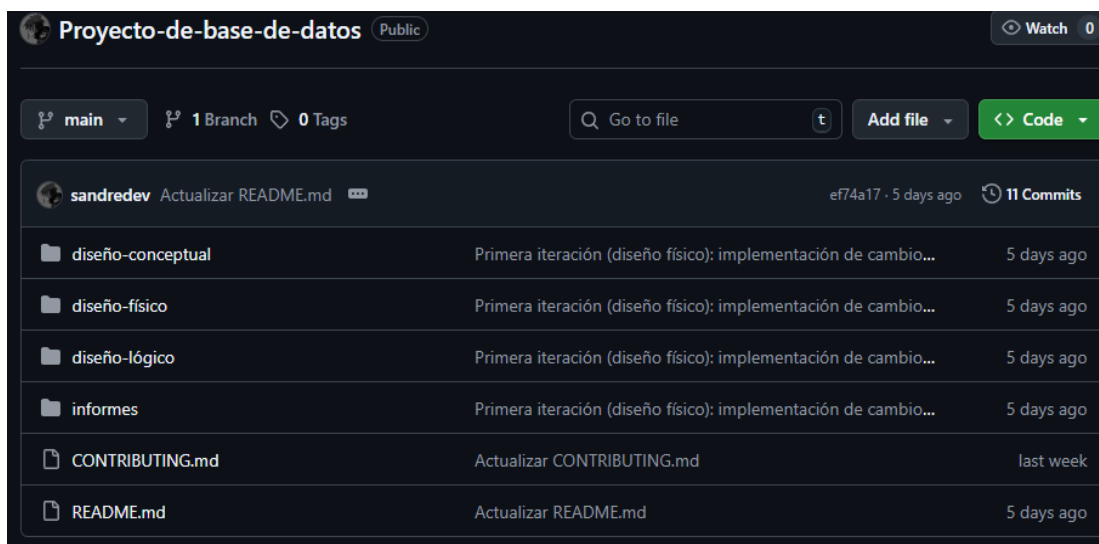 Proyecto-de-base-de-datos Public Watch 0
main 1 Branch 0 Tags Go to file t Add file Code
sandredev Actualizar README.md ef74a17 · 5 days ago 11 Commits
diseño-conceptual Primera iteración (diseño físico): implementación de cambio... 5 days ago
diseño-físico Primera iteración (diseño físico): implementación de cambio... 5 days ago
diseño-lógico Primera iteración (diseño físico): implementación de cambio... 5 days ago
informes Primera iteración (diseño físico): implementación de cambio... 5 days ago
CONTRIBUTING.md Actualizar CONTRIBUTING.md last week
README.md Actualizar README.md 5 days ago